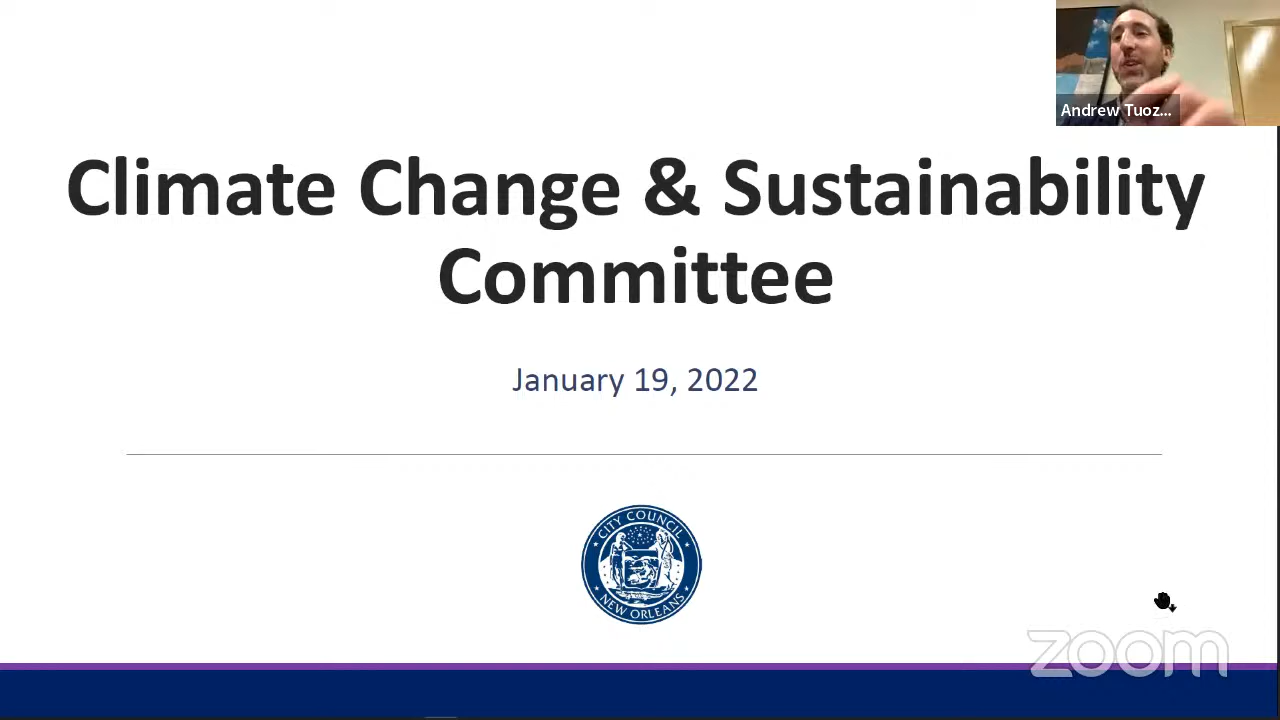 Andrew Tuoz...
Climate Change & Sustainability
Committee
January 19, 2022
CITY COUNCIL
NEW ORLEANS
zoom